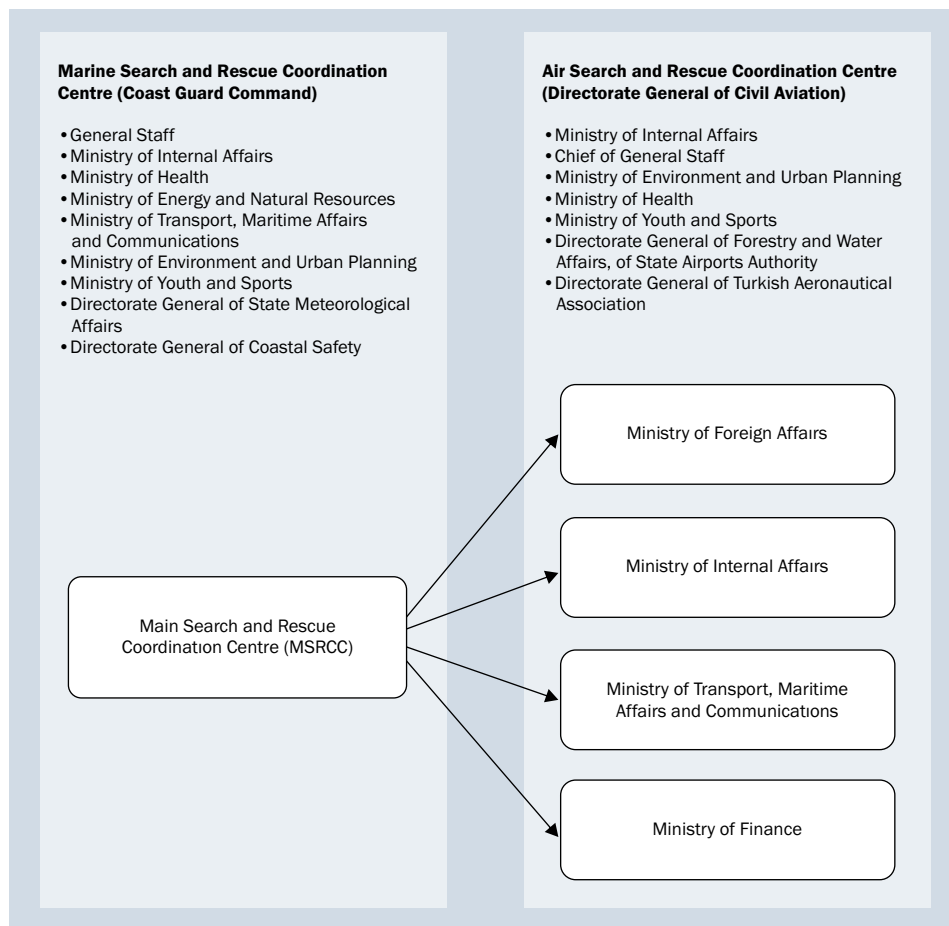 Marine Search and Rescue Coordination
Centre (Coast Guard Command)
•General Staff
•Ministry of Internal Affairs
•Ministry of Health
•Ministry of Energy and Natural Resources
•Ministry of Transport, Maritime Affairs
and Communications
•Ministry of Environment and Urban Planning
•Ministry of Youth and Sports
•Directorate General of State Meteorological
Affairs
•Directorate General of Coastal Safety
Air Search and Rescue Coordination Centre
(Directorate General of Civil Aviation)
•Ministry of Internal Affairs
•Chief of General Staff
•Ministry of Environment and Urban Planning
•Ministry of Health
•Ministry of Youth and Sports
•Directorate General of Forestry and Water
Affairs, of State Airports Authority
•Directorate General of Turkish Aeronautical
Association
Main Search and Rescue
Coordinatıon Centre (MSRCC)
Ministry of Foreign Affaırs
Ministry of Internal Affaırs
Ministry of Transport, Maritime
Affairs and Communicatıons
Ministry of Finance